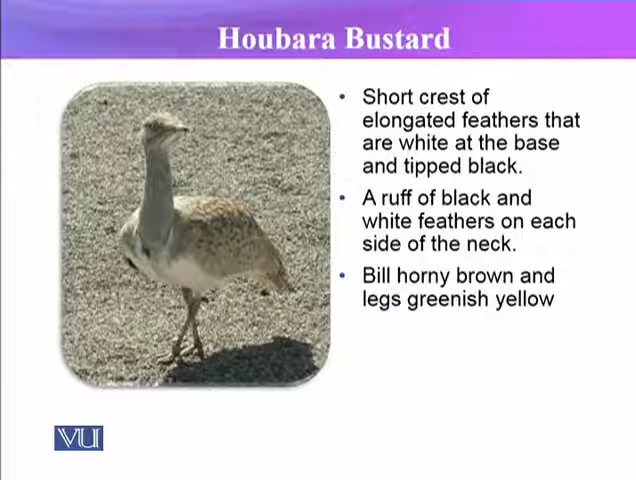 Houbara Bustard
• Short crest of
elongated feathers that
are white at the base
and tipped black.
• A ruff of black and
white feathers on each
side of the neck.
• Bill horny brown and
legs greenish yellow
VU